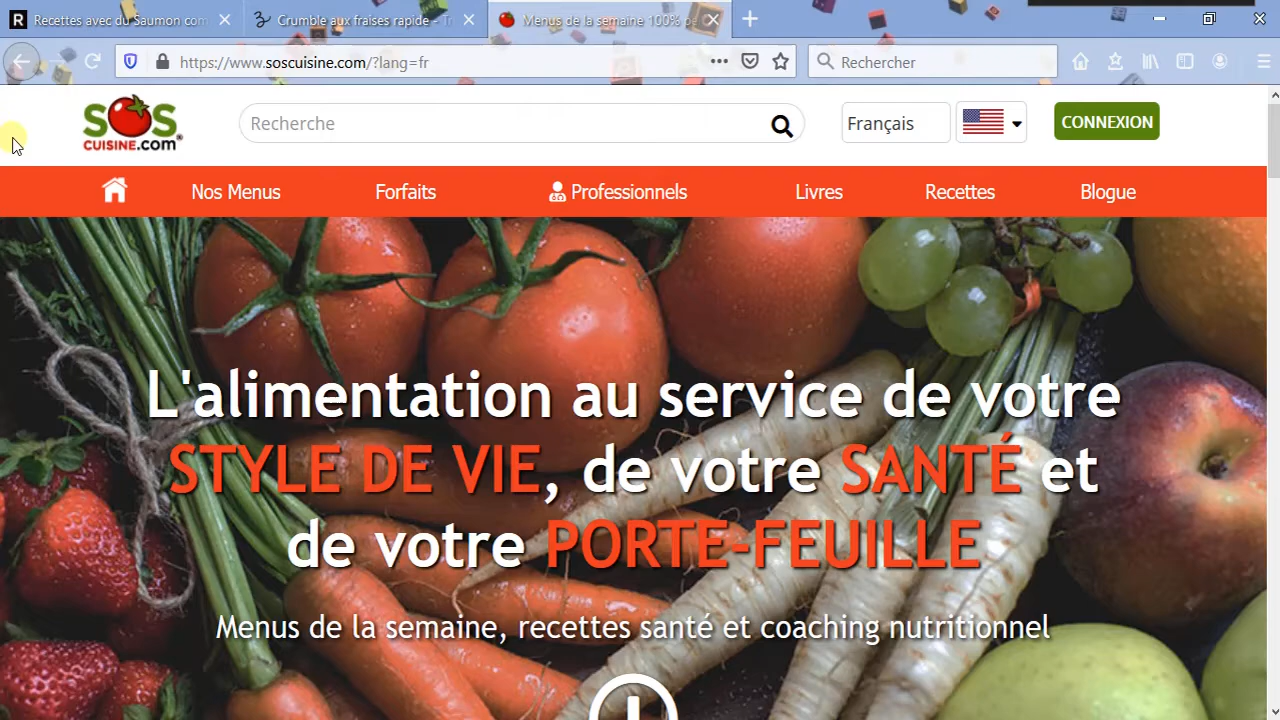 Recettes avec du Saumon com
Crumble aux fraises rapide - T
Menus de la semaine 100% pe
https://www.soscuisine.com/?lang=fr
Rechercher
SOS
CUISINE.com
Recherche
Français
CONNEXION
Nos Menus
Forfaits
Professionnels
Livres
Recettes
Blogue
L'alimentation au service de votre
STYLE DE VIE, de votre SANTÉ et
de votre PORTE-FEUILLE
Menus de la semaine, recettes santé et coaching nutritionnel